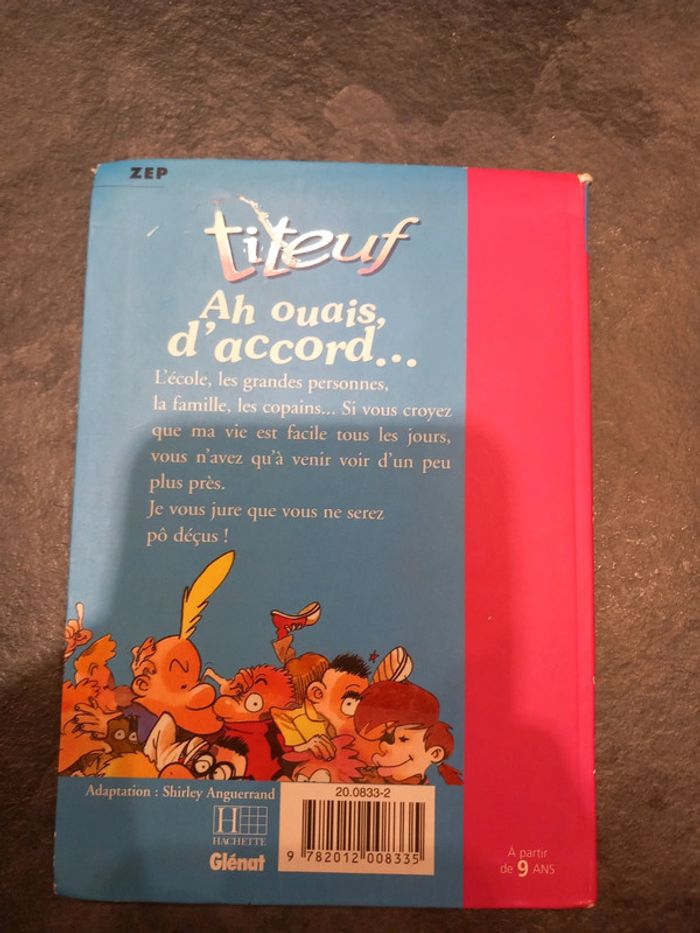 ZEP
titeuf
Ah ouais,
d'accord...
L'école, les grandes personnes,
la famille, les copains... Si vous croyez
que ma vie est facile tous les jours,
vous n'avez qu'à venir voir d'un peu
plus près.
Je vous jure que vous ne serez
pô déçus !
Adaptation : Shirley Anguerrand
H
HACHETTE
Glénat
20.0833-2
9 782012 008335
À partir
de 9 ANS